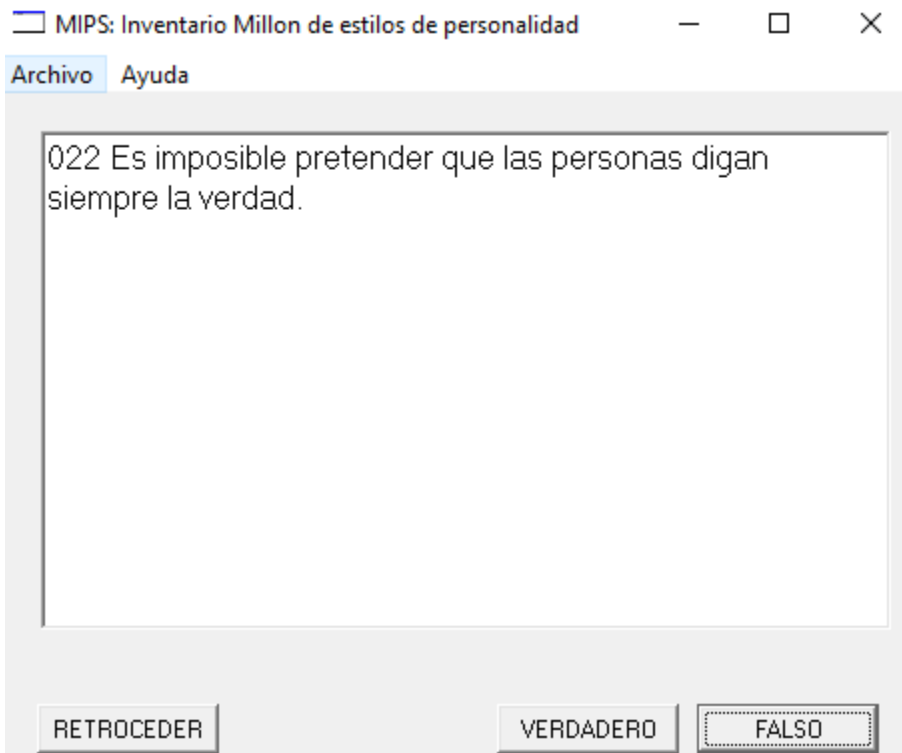 MIPS: Inventario Millon de estilos de personalidad
Archivo Ayuda
022 Es imposible pretender que las personas digan
siempre la verdad.
RETROCEDER VERDADERO FALSO